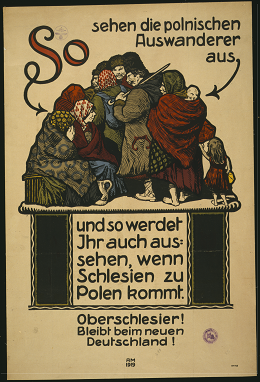 So
sehen die polnischen
Auswanderer
aus,
und so werdet
Ihr auch aus=
sehen, wenn
Schlesien zu
Polen kommt.
Oberschlesier!
Bleibt beim neuen
Deutschland!
AM
1919